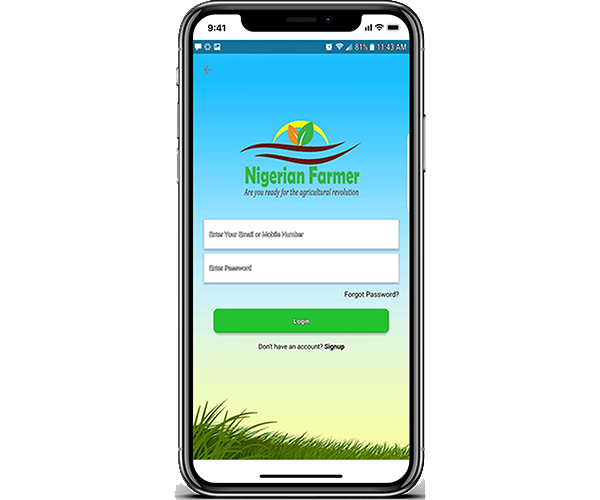 9:41
81% 11:43 AM
Nigerian Farmer
Are you ready for the agricultural revolution
Enter Your Email or Mobile Number
Enter Password
Forgot Password?
Login
Don't have an account? Signup